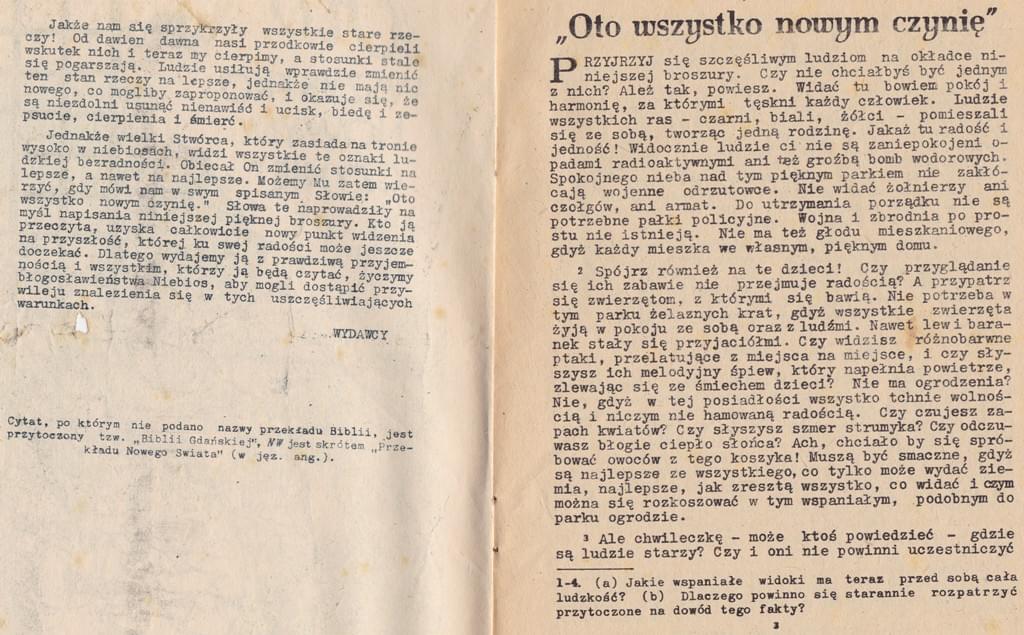 Jakże nam się sprzykrzyły wszystkie stare rze-
czy! Od dawien dawna nasi przodkowie cierpieli
wskutek nich i teraz my cierpimy, a stosunki stale
się pogarszają. Ludzie usiłują wprawdzie zmienić
ten stan rzeczy na lepsze, jednakże nie mają nic
nowego, co mogliby zaproponować, i okazuje się, że
są niezdolni usunąć nienawiść i ucisk, biedę i ze-
psucie, cierpienia i śmierć.
Jednakże wielki Stwórca, który zasiada na tronie
wysoko w niebiosach, widzi wszystkie te oznaki lu-
dzkiej bezradności. Obiecał On zmienić stosunki na
lepsze, a nawet na najlepsze. Możemy Mu zatem wie-
rzyć, gdy mówi nam w swym spisanym Słowie: „Oto
wszystko nowym czynię." Słowa te naprowadziły na
myśl napisania niniejszej pięknej broszury. Kto ją
przeczyta, uzyska całkowicie nowy punkt widzenia
na przyszłość, której ku swej radości może jeszcze
doczekać. Dlatego wydajemy ją z prawdziwą przyjem-
nością i wszystkim, którzy ją będą czytać, życzymy
błogosławieństwa Niebios, aby mogli dostąpić przy-
wileju znalezienia się w tych uszczęśliwiających
warunkach.
WYDAWCY
Cytat, po którym nie podano nazwy przekładu Biblii, jest
przytoczony tzw. „Biblii Gdańskiej", NW jest skrótem „Prze-
kładu Nowego Świata" (w jęz. ang.).
„Oto wszystko nowym czynię"
PRZYJRZYJ się szczęśliwym ludziom na okładce ni-
niejszej broszury. Czy nie chciałbyś być jednym
z nich? Ależ tak, powiesz. Widać tu bowiem pokój i
harmonię, za którymi tęskni każdy człowiek. Ludzie
wszystkich ras - czarni, biali, żółci - pomieszali
się ze sobą, tworząc jedną rodzinę. Jakaż tu radość i
jedność! Widocznie ludzie ci nie są zaniepokojeni o-
padami radioaktywnymi ani też groźbą bomb wodorowych.
Spokojnego nieba nad tym pięknym parkiem nie zakłó-
cają wojenne odrzutowce. Nie widać żołnierzy ani
czołgów, ani armat. Do utrzymania porządku nie są
potrzebne pałki policyjne. Wojna i zbrodnia po pro-
stu nie istnieją. Nie ma też głodu mieszkaniowego,
gdyż każdy mieszka we własnym, pięknym domu.
2 Spójrz również na te dzieci! Czy przyglądanie
się ich zabawie nie przejmuje radością? A przypatrz
się zwierzętom, z którymi się bawią. Nie potrzeba w
tym parku żelaznych krat, gdyż wszystkie zwierzęta
żyją w pokoju ze sobą oraz z ludźmi. Nawet lew i bara-
nek stały się przyjaciółmi. Czy widzisz różnobarwne
ptaki, przelatujące z miejsca na miejsce, i czy sły-
szysz ich melodyjny śpiew, który napełnia powietrze,
zlewając się ze śmiechem dzieci? Nie ma ogrodzenia?
Nie, gdyż w tej posiadłości wszystko tchnie wolnoś-
cią i niczym nie hamowaną radością. Czy czujesz za-
pach kwiatów? Czy słyszysz szmer strumyka? Czy odczu-
wasz błogie ciepło słońca? Ach, chciało by się spró-
bować owoców z tego koszyka! Muszą być smaczne, gdyż
są najlepsze ze wszystkiego, co tylko może wydać zie-
mia, najlepsze, jak zresztą wszystko, co widać i czym
można się rozkoszować w tym wspaniałym, podobnym do
parku ogrodzie.
3 Ale chwileczkę - może ktoś powiedzieć - gdzie
są ludzie starzy? Czy i oni nie powinni uczestniczyć
1-4. (a) Jakie wspaniałe widoki ma teraz przed sobą cała
ludzkość? (b) Dlaczego powinno się starannie rozpatrzyć
przytoczone na dowód tego fakty?
3